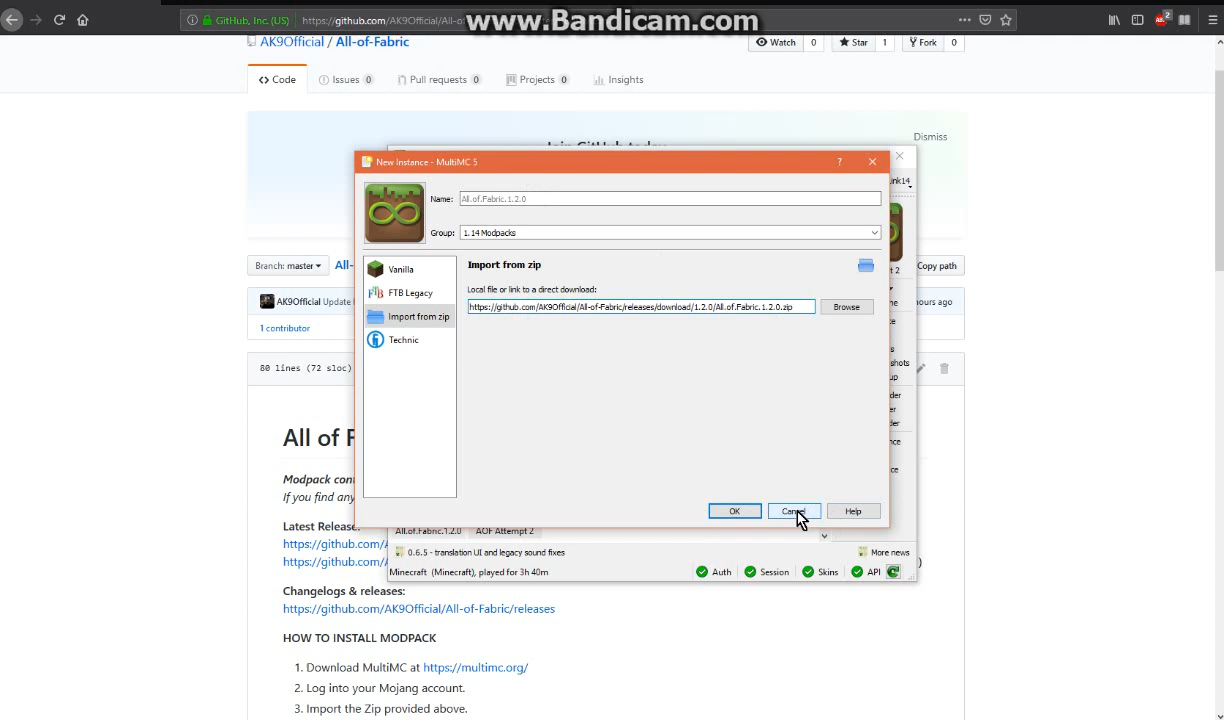 GitHub, Inc. (US)
https://github.com/AK9Official/All-o
www.Bandicam.com
2
AK9Official / All-of-Fabric
Watch 0
Star 1
Fork 0
Code
Issues 0
Pull requests 0
Projects 0
Insights
Dismiss
Join GitHub today
New Instance - MultiMC 5
Name: All.of.Fabric.1.2.0
Group: 1.14 Modpacks
Vanilla
FTB Legacy
Import from zip
Technic
Import from zip
Local file or link to a direct download:
https://github.com/AK9Official/All-of-Fabric/releases/download/1.2.0/All.of.Fabric.1.2.0.zip
Browse
OK
Cancel
Help
Branch: master
All-
Copy path
AK9Official Update
hours ago
1 contributor
80 lines (72 sloc)
All.of.Fabric.1.2.0
AOF Attempt 2
0.6.5 - translation UI and legacy sound fixes
More news
Minecraft (Minecraft), played for 3h 40m
Auth
Session
Skins
API
All of F
Modpack con
If you find any
Latest Release:
https://github.com/A
https://github.com/A
Changelogs & releases:
https://github.com/AK9Official/All-of-Fabric/releases
HOW TO INSTALL MODPACK
1. Download MultiMC at https://multimc.org/
2. Log into your Mojang account.
3. Import the Zip provided above.